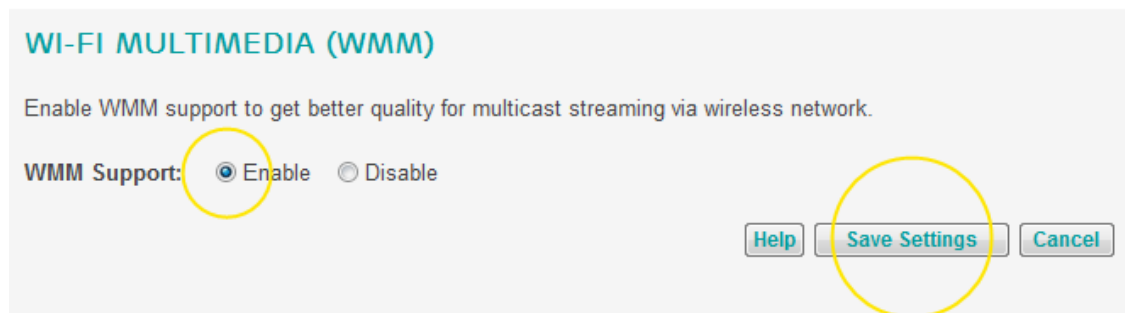 WI-FI MULTIMEDIA (WMM)
Enable WMM support to get better quality for multicast streaming via wireless network.
WMM Support: Enable Disable
Help Save Settings Cancel